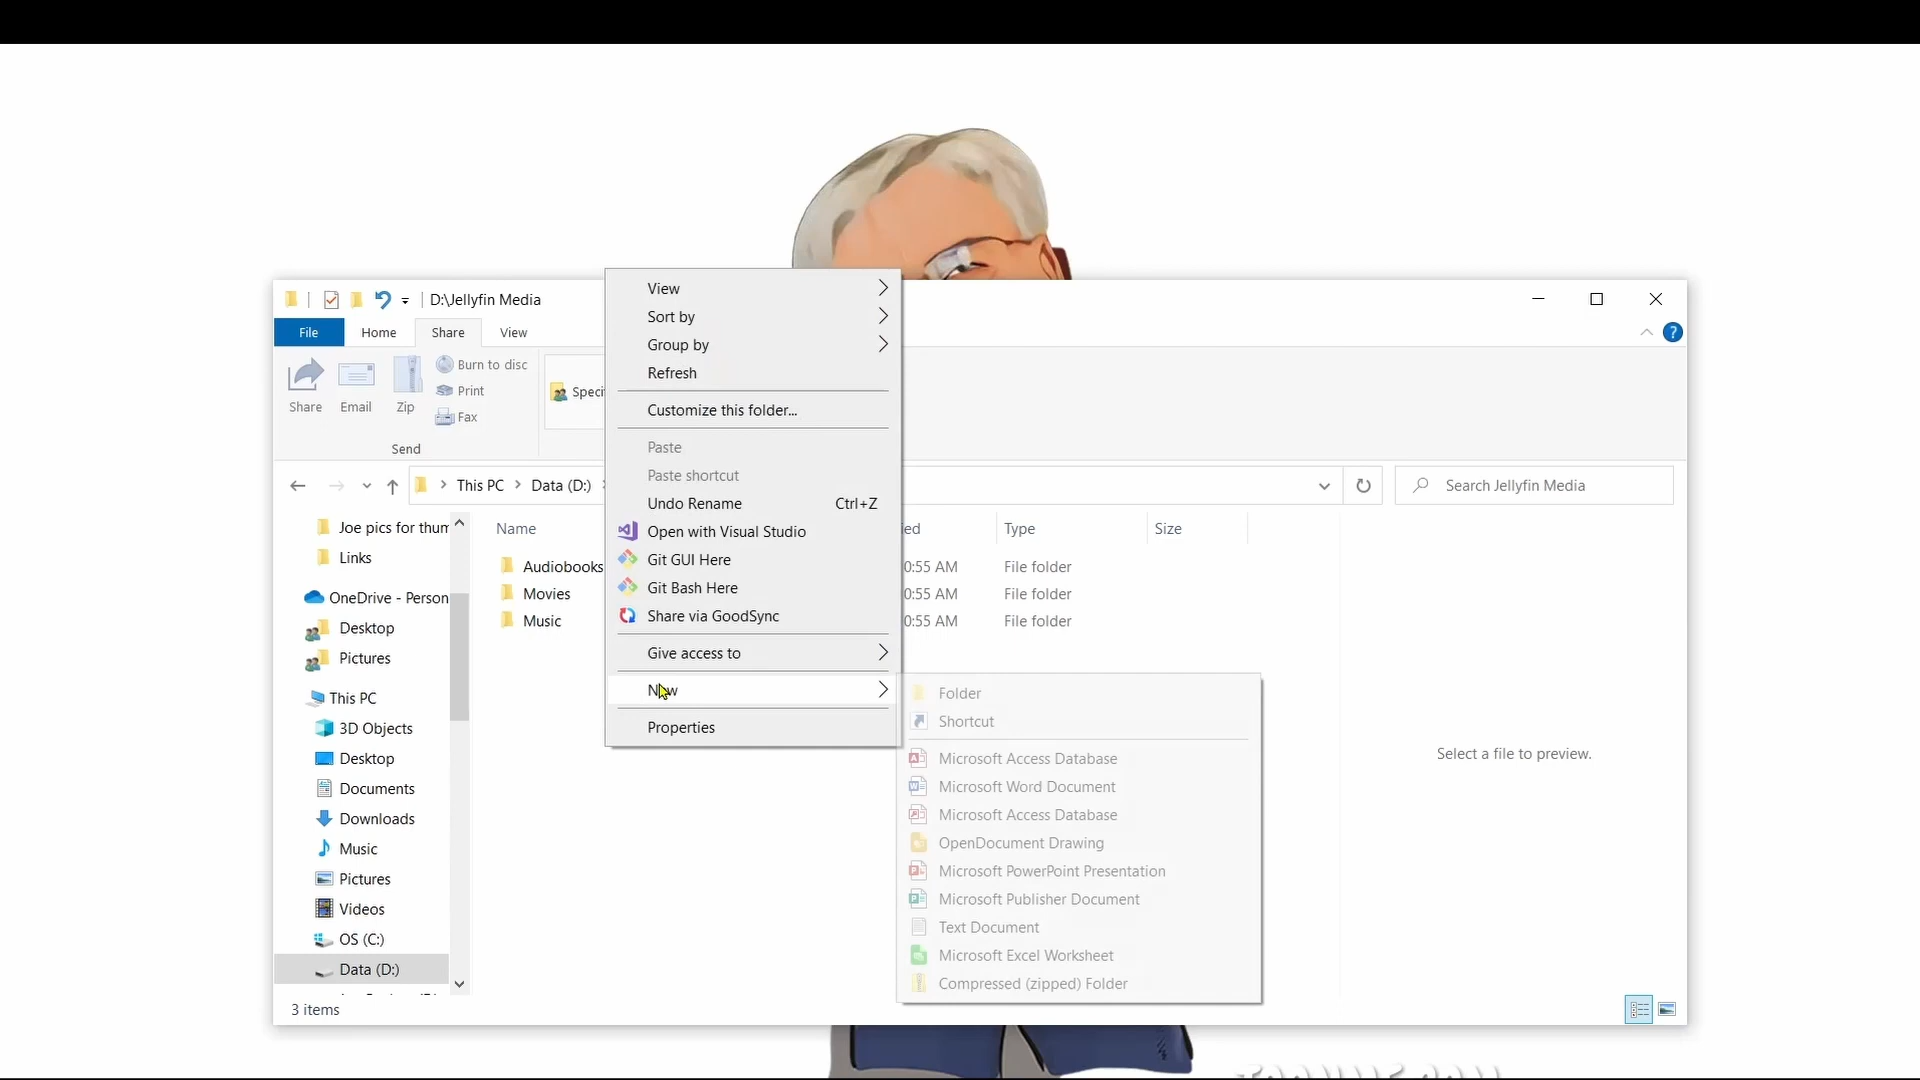 D:\Jellyfin Media
File
Home
Share
View
Share
Email
Zip
Burn to disc
Print
Fax
Send
This PC
Data (D:)
Search Jellyfin Media
Joe pics for
Links
OneDrive -
Desktop
Pictures
This PC
3D Objects
Desktop
Documents
Downloads
Music
Pictures
Videos
OS (C:)
Data (D:)
Name
Type
Size
Audiobooks
0:55 AM
File folder
Movies
0:55 AM
File folder
Music
0:55 AM
File folder
View
Sort by
Group by
Refresh
Customize this folder...
Paste
Paste shortcut
Undo Rename Ctrl+Z
Open with Visual Studio
Git GUI Here
Git Bash Here
Share via GoodSync
Give access to
New
Properties
Folder
Shortcut
Microsoft Access Database
Microsoft Word Document
Microsoft Access Database
OpenDocument Drawing
Microsoft PowerPoint Presentation
Microsoft Publisher Document
Text Document
Microsoft Excel Worksheet
Compressed (zipped) Folder
Select a file to preview.
3 items